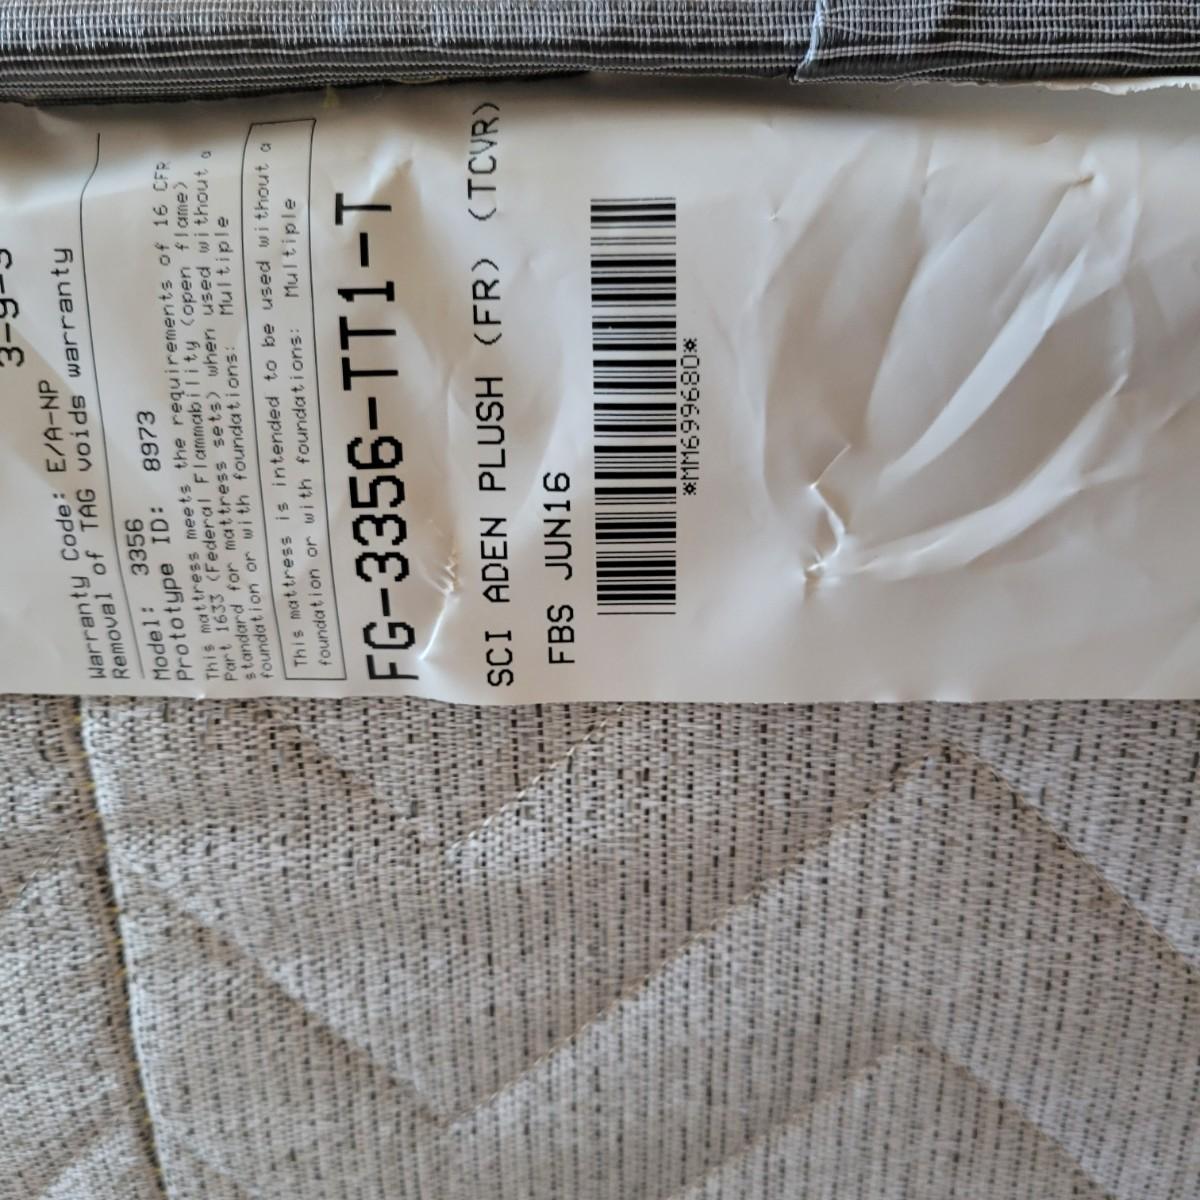 Warranty Code: E/A-NP
Removal of TAG voids warranty
Model: 3356
Prototype ID: 8973
This mattress meets the requirements of 16 CFR
Part 1633 (Federal Flammability (open flame)
standard for mattress sets) when used without a
foundation or with foundations: Multiple
This mattress is intended to be used without a
foundation or with foundations: Multiple
FG-3356-TT1-T
SCI ADEN PLUSH (FR) (TCVR)
FBS JUN16
*MM699680*